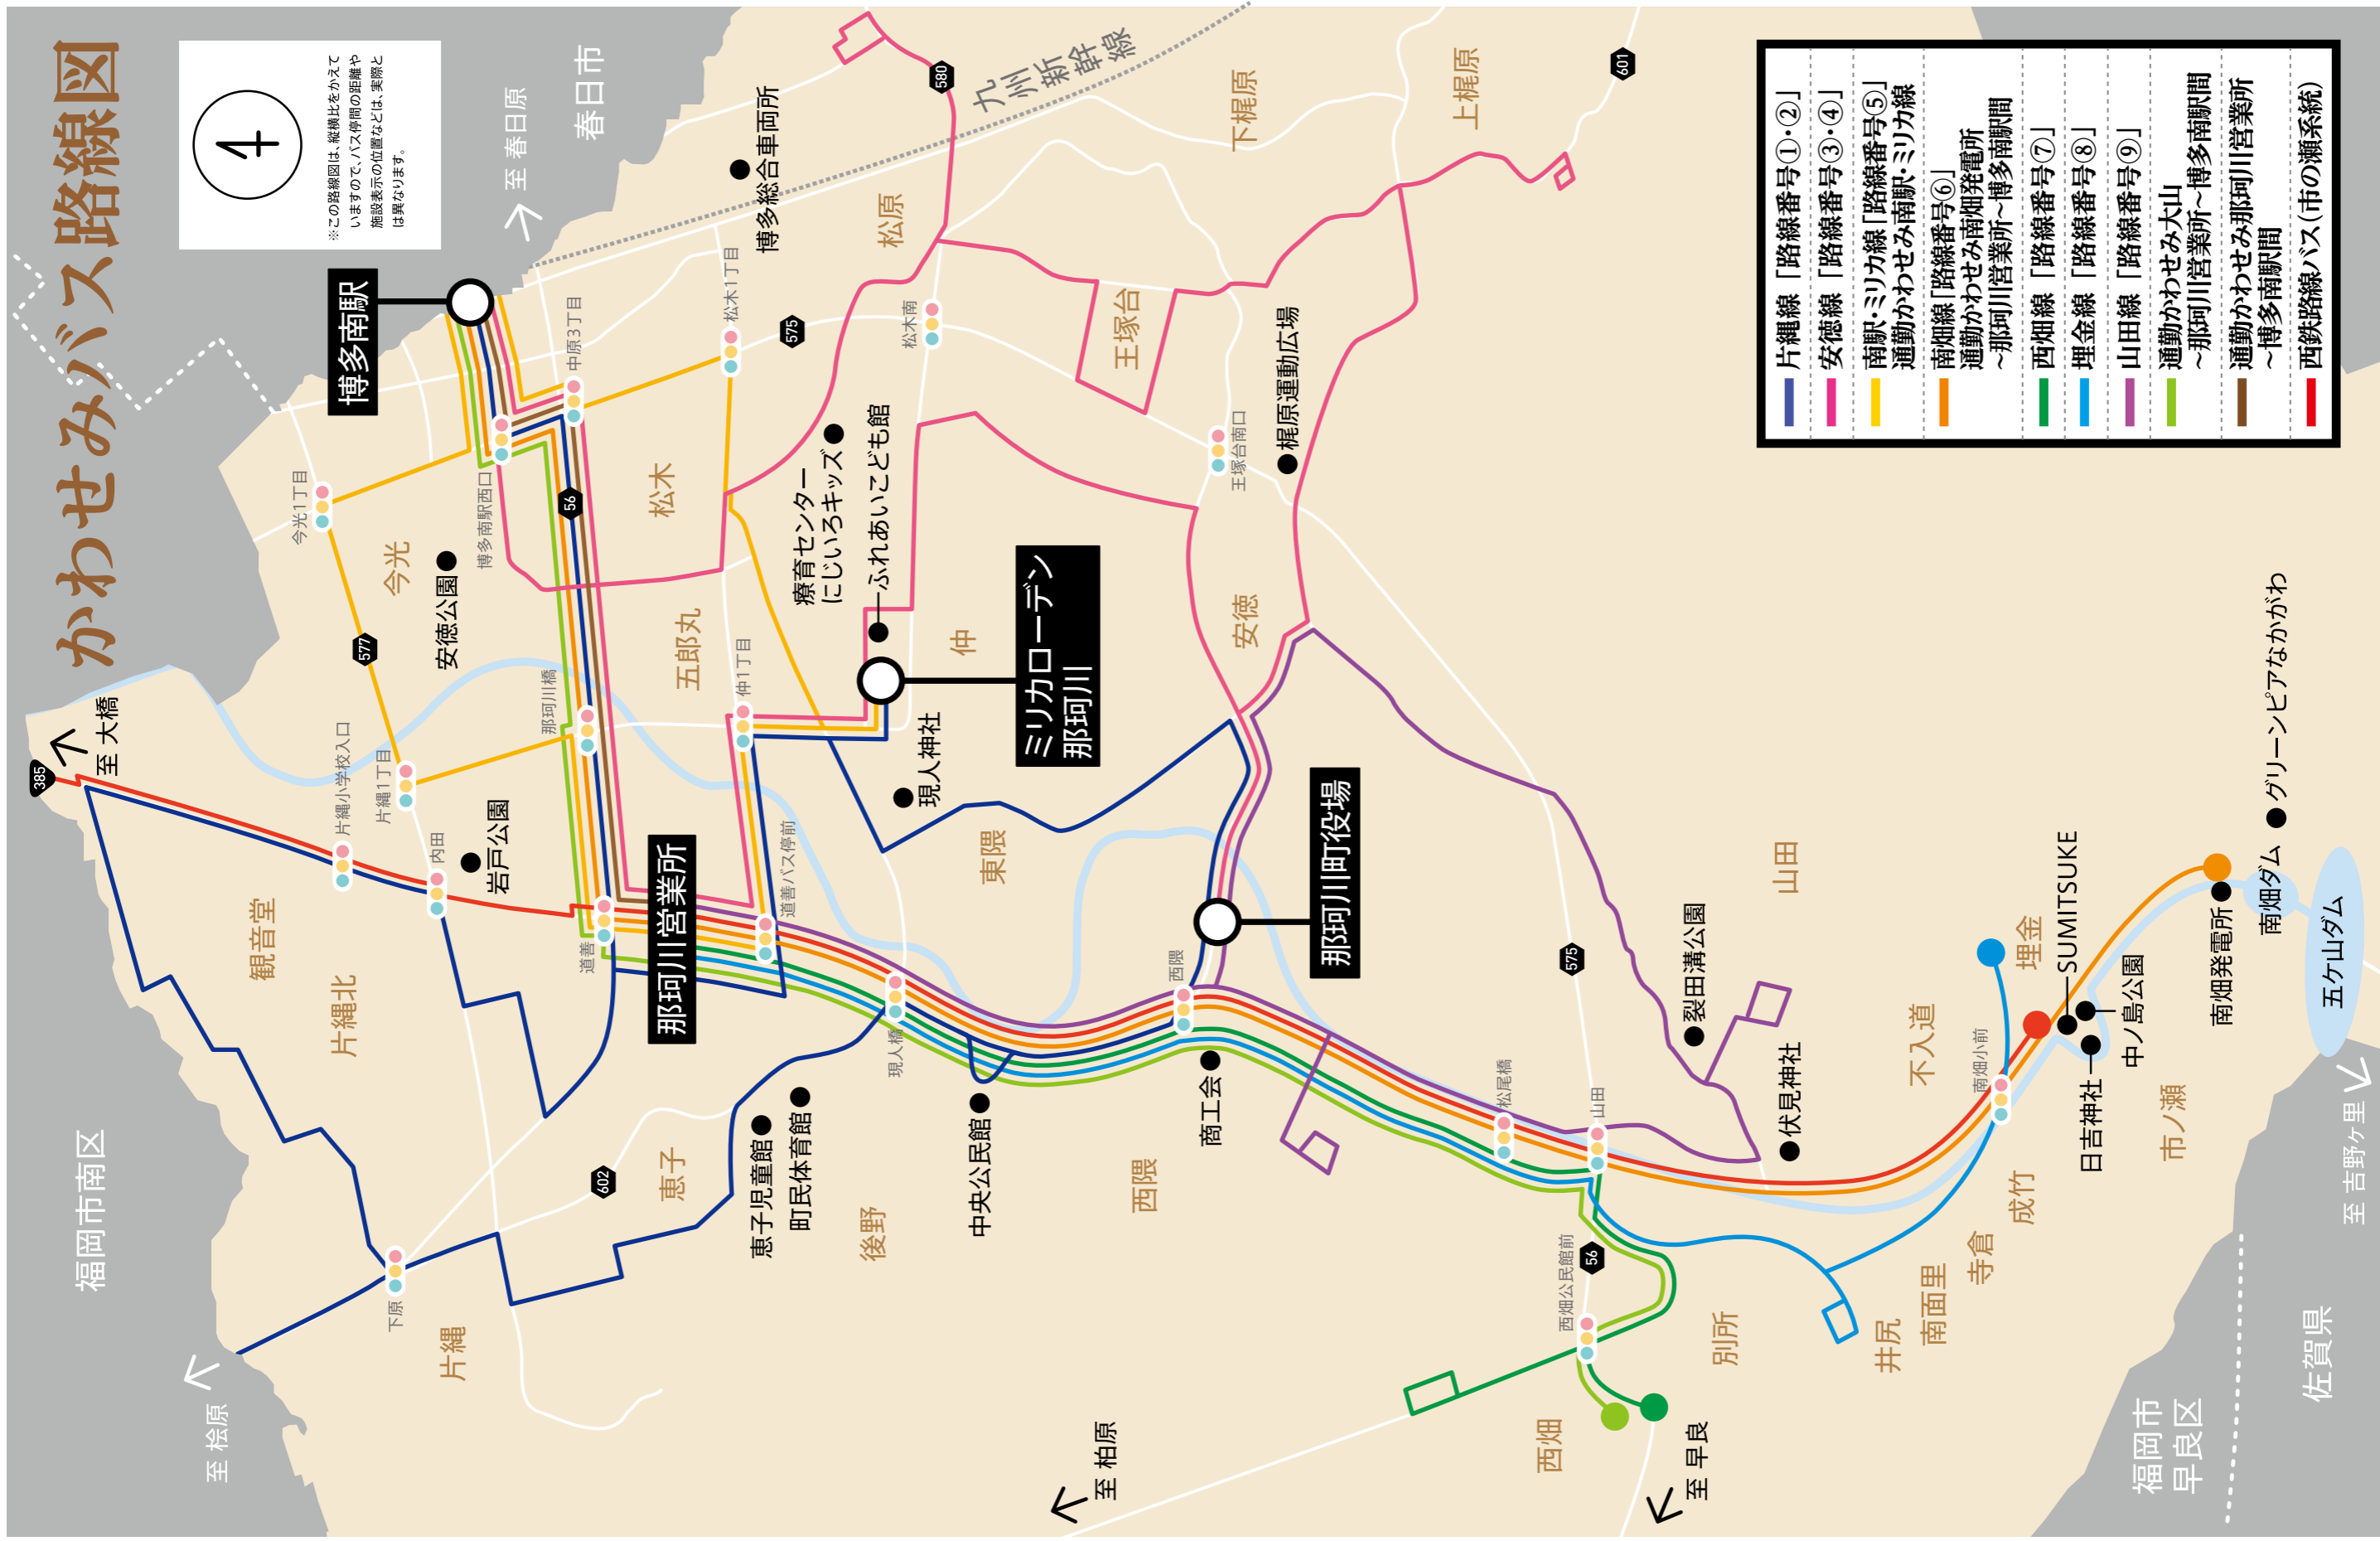 かわせみバス路線図
4
※この路線図は、縦横比をかえて
いますので、バス停間の距離や
施設表示の位置などは、実際と
は異なります。
福岡市南区
春日市
至 春日原
至 大橋
至 桧原
至 柏原
至 早良
至 吉野ヶ里
福岡市
早良区
佐賀県
九州新幹線
385
577
56
580
601
575
602
575
56
博多南駅
ミリカローデン
那珂川
那珂川営業所
那珂川町役場
今光1丁目
博多南駅西口
中原3丁目
松木1丁目
松木南
王塚台南口
片縄小学校入口
片縄1丁目
内田
那珂川橋
仲1丁目
道善
道善バス停前
現人橋
西隈
下原
松尾橋
山田
西畑公民館前
南畑小前
今光
松木
松原
五郎丸
仲
王塚台
下梶原
上梶原
安徳
東隈
観音堂
片縄北
片縄
恵子
後野
西隈
山田
不入道
埋金
成竹
寺倉
南面里
井尻
別所
西畑
市ノ瀬
安徳公園
岩戸公園
博多総合車両所
療育センター
にじいろキッズ
ふれあいこども館
現人神社
梶原運動広場
恵子児童館
町民体育館
中央公民館
商工会
裂田溝公園
伏見神社
SUMITSUKE
日吉神社
中ノ島公園
南畑発電所
南畑ダム
グリーンピアなかがわ
五ケ山ダム
片縄線「路線番号①・②」
安徳線「路線番号③・④」
南駅・ミリカ線「路線番号⑤」
通勤かわせみ南駅・ミリカ線
南畑線「路線番号⑥」
通勤かわせみ南畑発電所
～那珂川営業所～博多南駅間
西畑線「路線番号⑦」
埋金線「路線番号⑧」
山田線「路線番号⑨」
通勤かわせみ大山
～那珂川営業所～博多南駅間
通勤かわせみ那珂川営業所
～博多南駅間
西鉄路線バス（市の瀬系統）